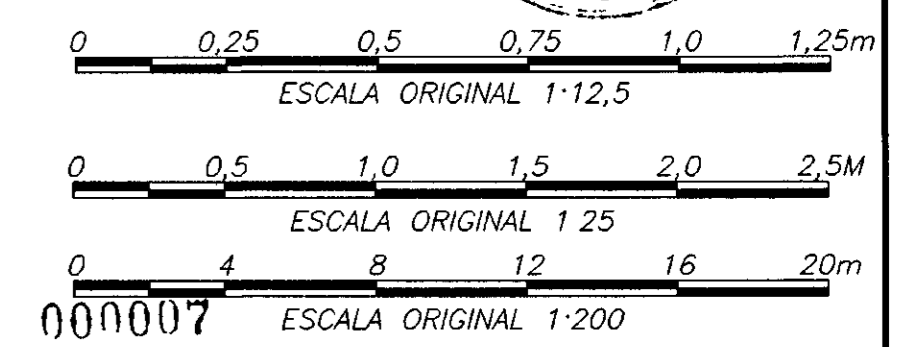 0 0,25 0,5 0,75 1,0 1,25m
ESCALA ORIGINAL 1·12,5
0 0,5 1,0 1,5 2,0 2,5M
ESCALA ORIGINAL 1 25
0 4 8 12 16 20m
000007 ESCALA ORIGINAL 1·200